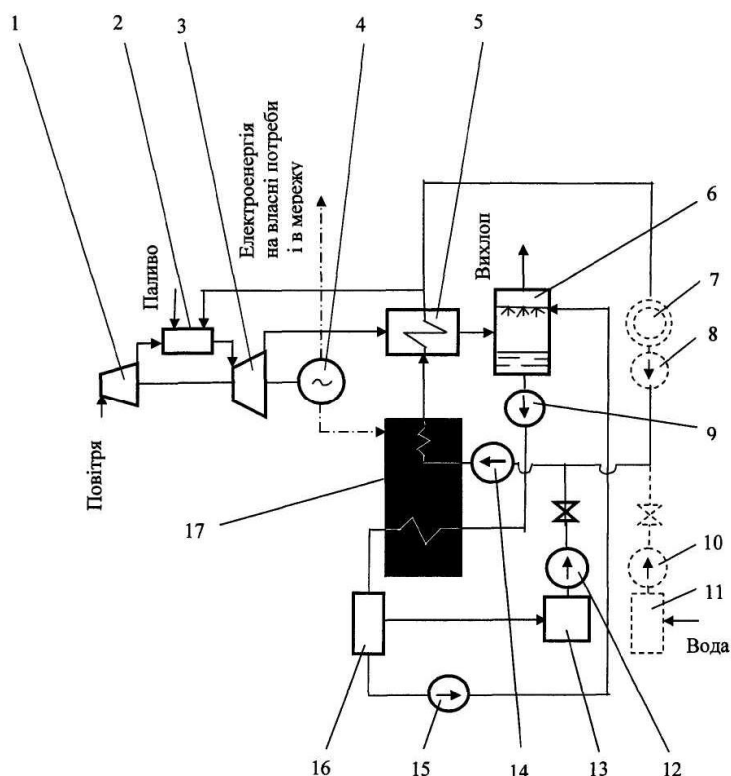 1
2
3
4
5
6
7
8
9
10
11
12
13
14
15
16
17
Електроенергія
на власні потреби
і в мережу
Паливо
Повітря
Вихлоп
Вода
~